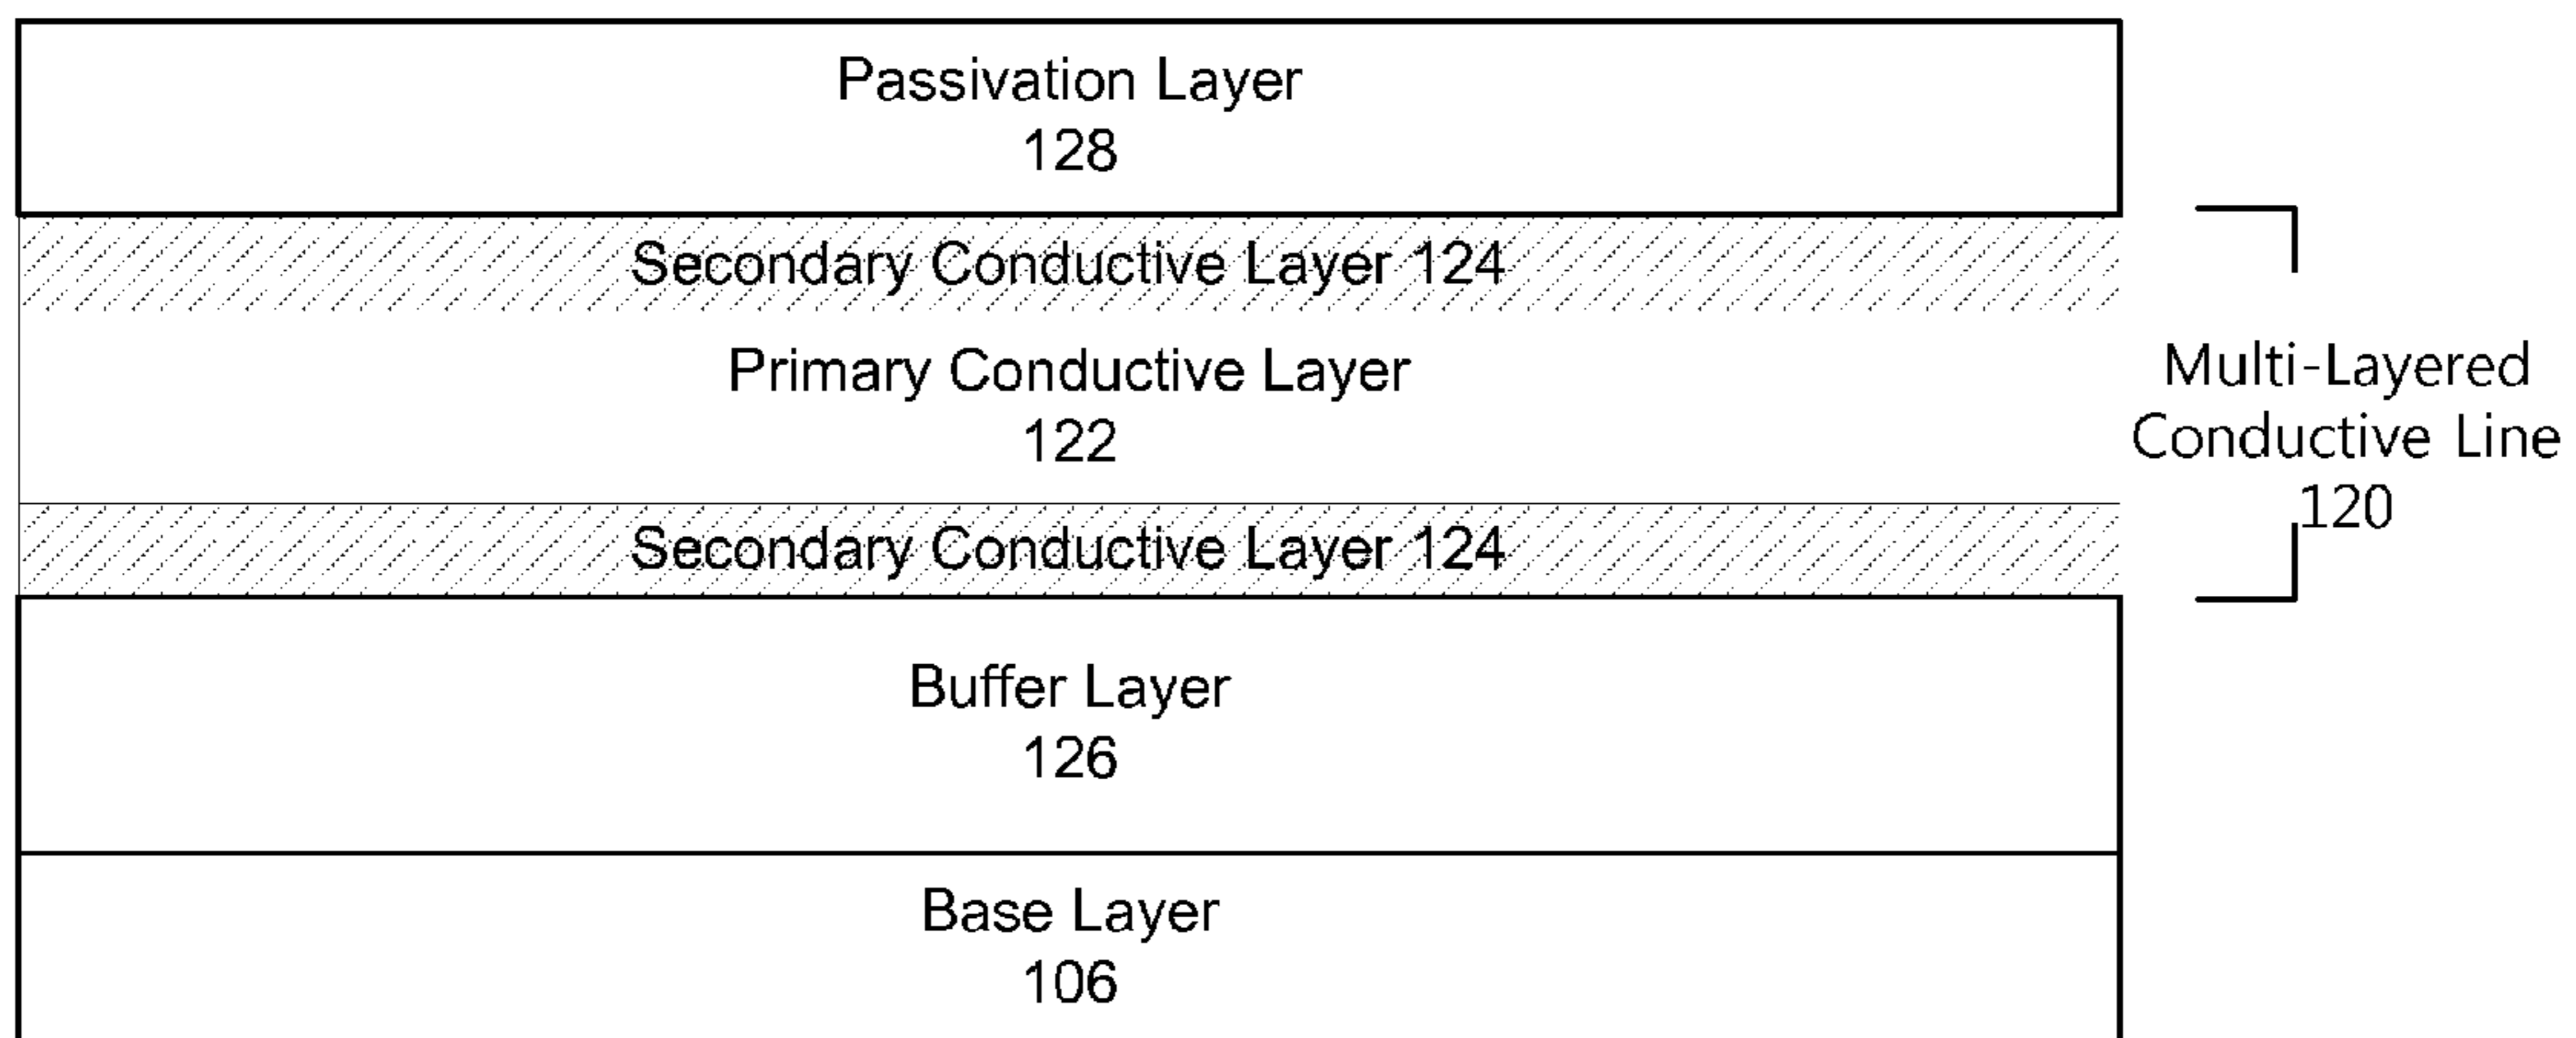 Passivation Layer
128
Secondary Conductive Layer 124
Primary Conductive Layer
122
Secondary Conductive Layer 124
Multi-Layered
Conductive Line
120
Buffer Layer
126
Base Layer
106